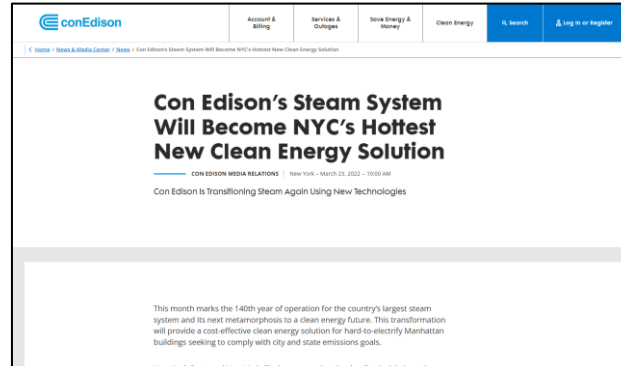 conEdison
Account &
Billing
Services &
Outages
Save Energy &
Money
Clean Energy
Search
Log In or Register
Home / News & Media Center / News / Con Edison's Steam System Will Become NYC's Hottest New Clean Energy Solution
Con Edison's Steam System
Will Become NYC's Hottest
New Clean Energy Solution
CON EDISON MEDIA RELATIONS | New York – March 23, 2022 – 10:00 AM
Con Edison Is Transitioning Steam Again Using New Technologies
This month marks the 140th year of operation for the country's largest steam
system and its next metamorphosis to a clean energy future. This transformation
will provide a cost-effective clean energy solution for hard-to-electrify Manhattan
buildings seeking to comply with city and state emissions goals.